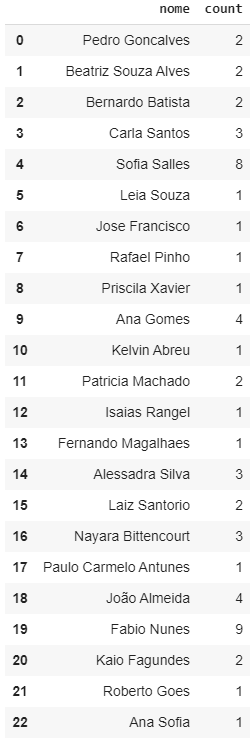 nome count
0 Pedro Goncalves 2
1 Beatriz Souza Alves 2
2 Bernardo Batista 2
3 Carla Santos 3
4 Sofia Salles 8
5 Leia Souza 1
6 Jose Francisco 1
7 Rafael Pinho 1
8 Priscila Xavier 1
9 Ana Gomes 4
10 Kelvin Abreu 1
11 Patricia Machado 2
12 Isaias Rangel 1
13 Fernando Magalhaes 1
14 Alessadra Silva 3
15 Laiz Santorio 2
16 Nayara Bittencourt 3
17 Paulo Carmelo Antunes 1
18 João Almeida 4
19 Fabio Nunes 9
20 Kaio Fagundes 2
21 Roberto Goes 1
22 Ana Sofia 1